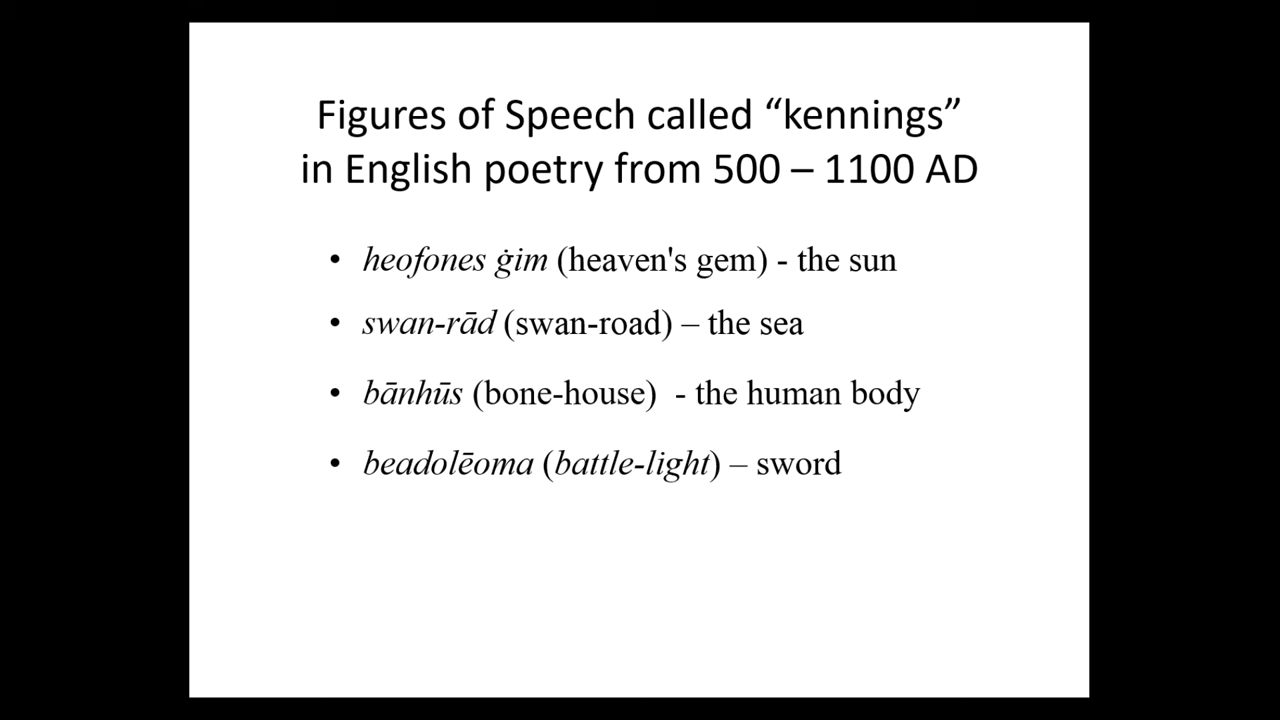 Figures of Speech called “kennings”
in English poetry from 500 – 1100 AD
• heofones ġim (heaven's gem) - the sun
• swan-rād (swan-road) – the sea
• bānhūs (bone-house)  - the human body
• beadolēoma (battle-light) – sword